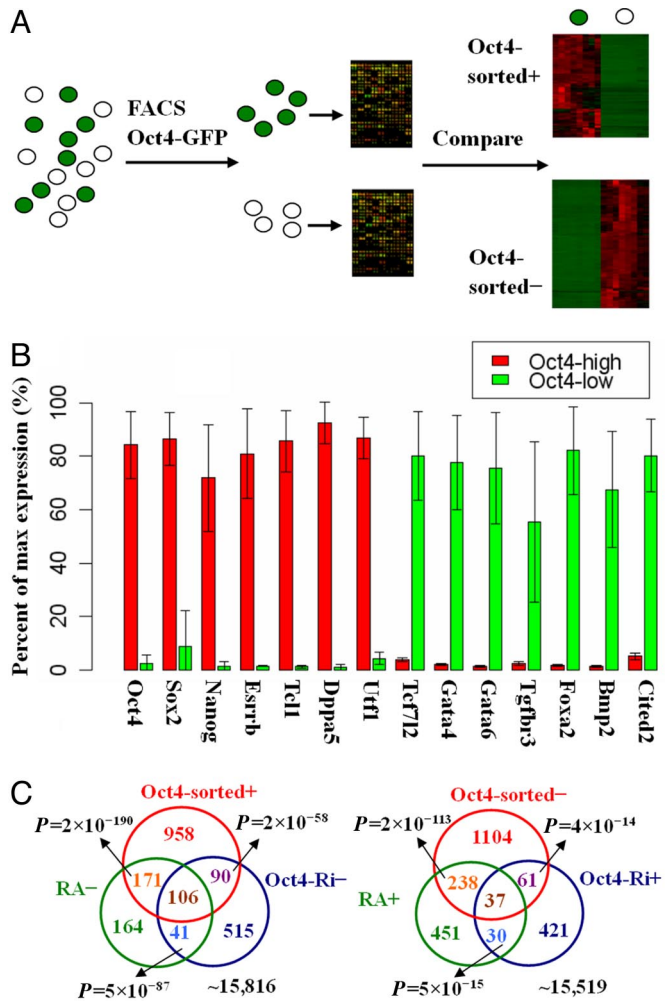 A
FACS
Oct4-GFP
Compare
Oct4-
sorted+
Oct4-
sorted−
B
Oct4-high
Oct4-low
Percent of max expression (%)
100
80
60
40
20
0
Oct4
Sox2
Nanog
Esrrb
Tcl1
Dppa5
Utf1
Tcf7l2
Gata4
Gata6
Tgfbr3
Foxa2
Bmp2
Cited2
C
Oct4-sorted+
P=2×10⁻¹⁹⁰
P=2×10⁻⁵⁸
958
171
90
RA−
Oct4-Ri−
106
164
41
515
P=5×10⁻⁸⁷
~15,816
Oct4-sorted−
P=2×10⁻¹¹³
P=4×10⁻¹⁴
1104
238
61
RA+
Oct4-Ri+
37
451
30
421
P=5×10⁻¹⁵
~15,519